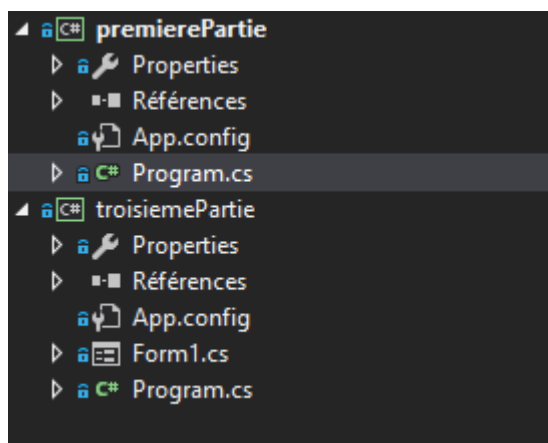 C# premierePartie
Properties
Références
App.config
C# Program.cs
C# troisiemePartie
Properties
Références
App.config
Form1.cs
C# Program.cs